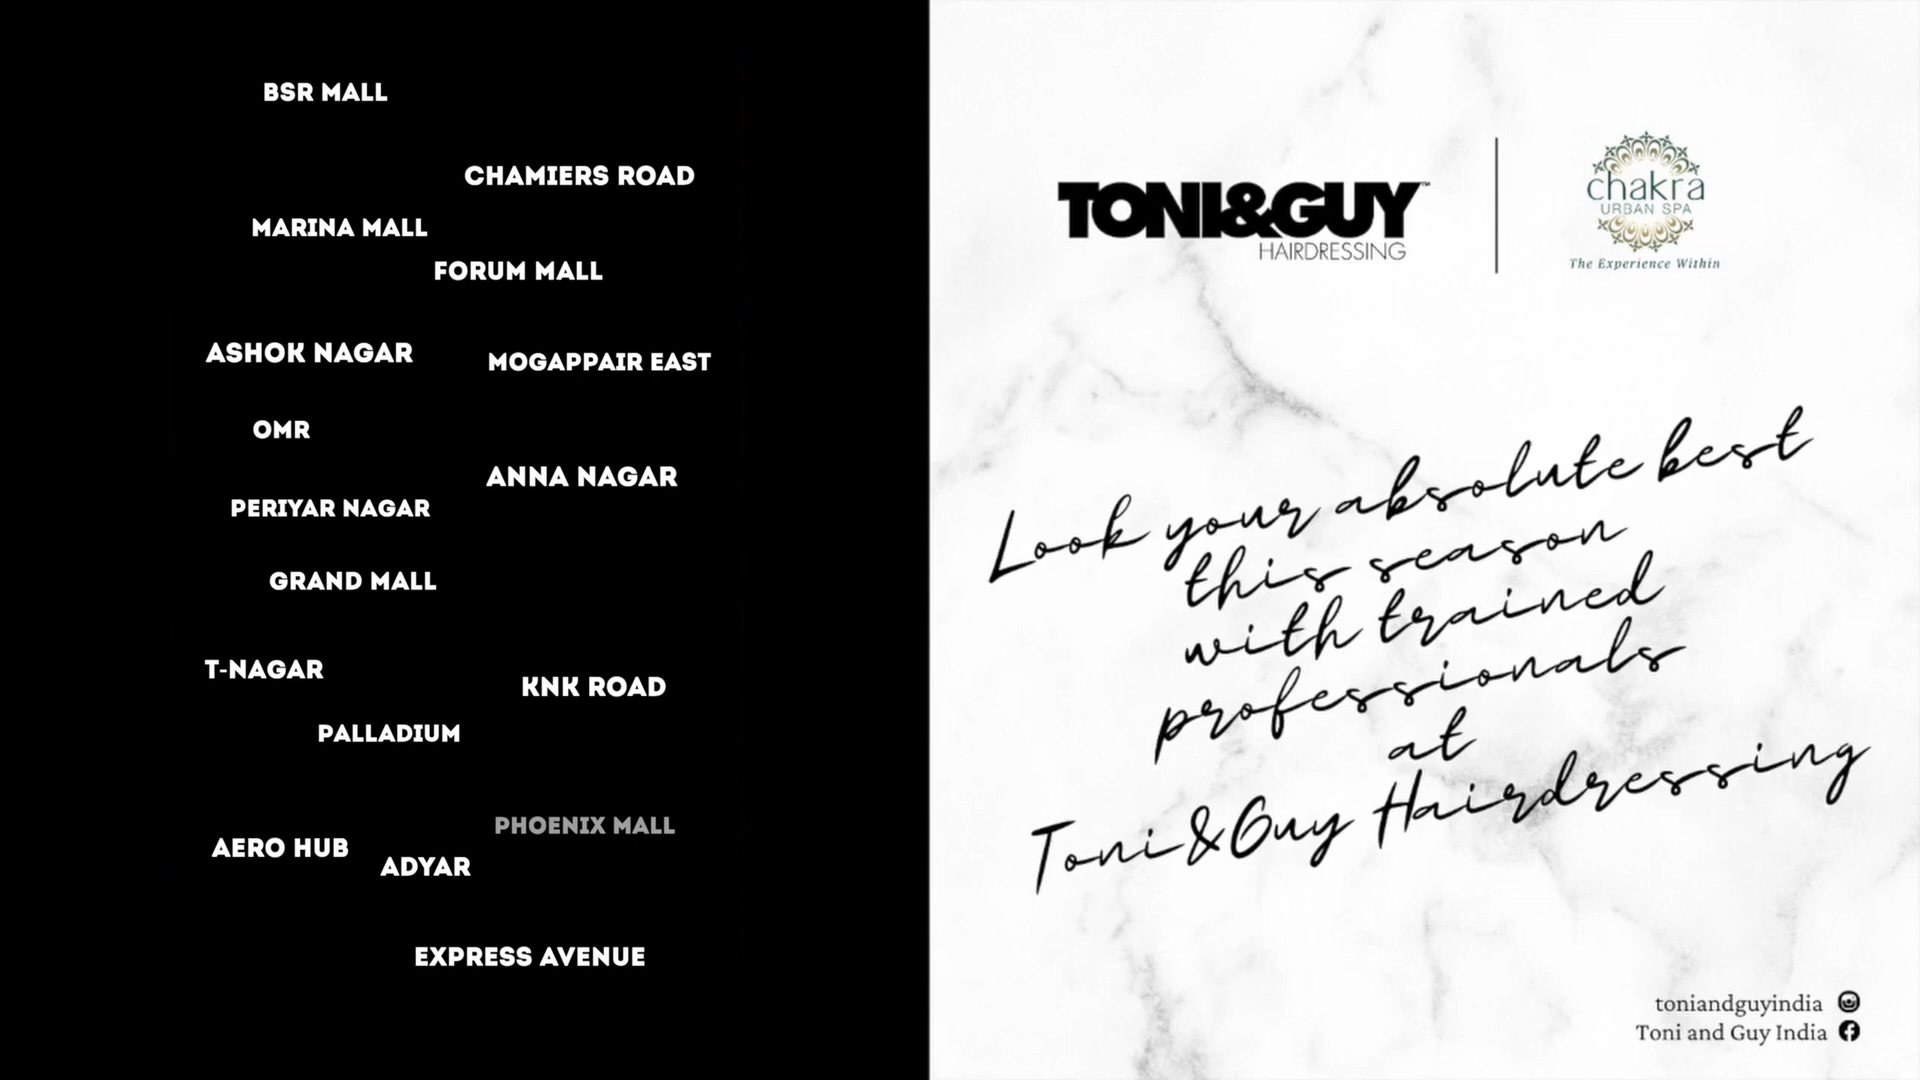 BSR MALL
CHAMIERS ROAD
MARINA MALL
FORUM MALL
ASHOK NAGAR
MOGAPPAIR EAST
OMR
ANNA NAGAR
PERIYAR NAGAR
GRAND MALL
T-NAGAR
KNK ROAD
PALLADIUM
PHOENIX MALL
AERO HUB
ADYAR
EXPRESS AVENUE
TONI&GUY™
HAIRDRESSING
chakra
URBAN SPA
The Experience Within
Look your absolute best
this season
with trained
professionals
at
Toni&Guy Hairdressing
toniandguyindia
Toni and Guy India